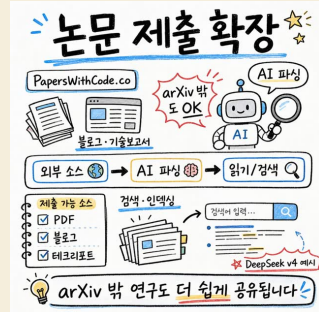 논문 제출 확장
PapersWithCode.co
arXiv 밖
도 OK
AI 파싱
AI
블로그·기술보고서
외부 소스 → AI 파싱 → 읽기/검색
제출 가능 소스
PDF
블로그
테크리포트
검색·인덱싱
검색어 입력...
DeepSeek v4 예시
arXiv 밖 연구도 더 쉽게 공유됩니다